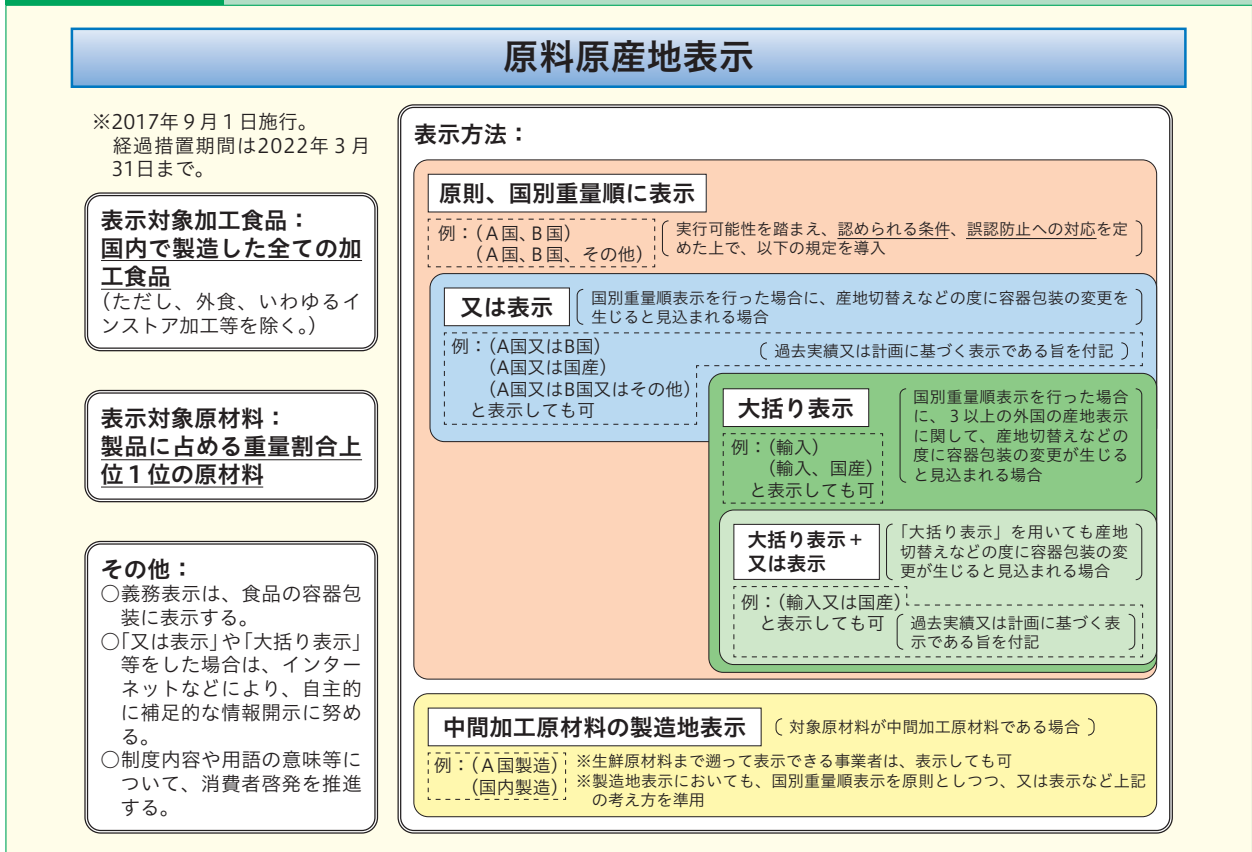 原料原産地表示
※2017年9月1日施行。
経過措置期間は2022年3月
31日まで。
表示対象加工食品：
国内で製造した全ての加
工食品
(ただし、外食、いわゆるイ
ンストア加工等を除く。)
表示対象原材料：
製品に占める重量割合上
位1位の原材料
その他：
○義務表示は、食品の容器包
装に表示する。
○「又は表示」や「大括り表示」
等をした場合は、インター
ネットなどにより、自主的
に補足的な情報開示に努め
る。
○制度内容や用語の意味等に
ついて、消費者啓発を推進
する。
表示方法：
原則、国別重量順に表示
例：(A国、B国)
(A国、B国、その他)
実行可能性を踏まえ、認められる条件、誤認防止への対応を定
めた上で、以下の規定を導入
又は表示
国別重量順表示を行った場合に、産地切替えなどの度に容器包装の変更を
生じると見込まれる場合
例：(A国又はB国)
(A国又は国産)
(A国又はB国又はその他)
と表示しても可
(過去実績又は計画に基づく表示である旨を付記)
大括り表示
国別重量順表示を行った場合
に、3以上の外国の産地表示
に関して、産地切替えなどの
度に容器包装の変更が生じる
と見込まれる場合
例：(輸入)
(輸入、国産)
と表示しても可
大括り表示＋
又は表示
「大括り表示」を用いても産地
切替えなどの度に容器包装の変
更が生じると見込まれる場合
例：(輸入又は国産)
と表示しても可
過去実績又は計画に基づく表
示である旨を付記
中間加工原材料の製造地表示
(対象原材料が中間加工原材料である場合)
例：(A国製造)
(国内製造)
※生鮮原材料まで遡って表示できる事業者は、表示しても可
※製造地表示においても、国別重量順表示を原則としつつ、又は表示など上記
の考え方を準用